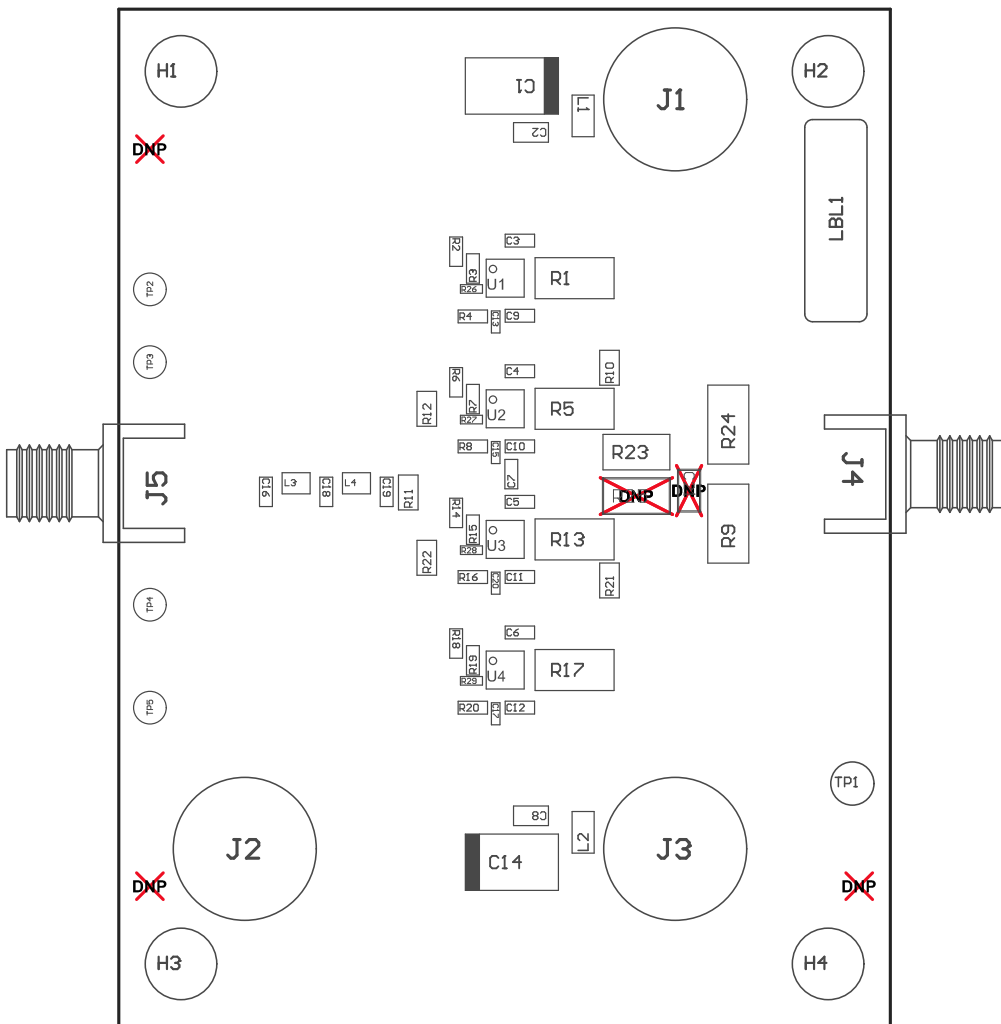 H1
C1
J1
H2
L1
C2
DNP
LBL1
R2
C3
R3
U1
R1
R26
TP2
R4
C13
C9
TP3
R6
C4
R10
R7
U2
R5
R12
R27
R24
R8
C15
C10
R23
J4
J5
C7
C16
L3
C18
L4
C19
R11
DNP
DNP
R14
C5
R15
U3
R13
R9
R22
R28
R16
C20
C11
R21
TP4
R18
C6
R19
U4
R17
R29
R20
C17
C12
TP5
TP1
C8
L2
J2
C14
J3
DNP
DNP
H3
H4